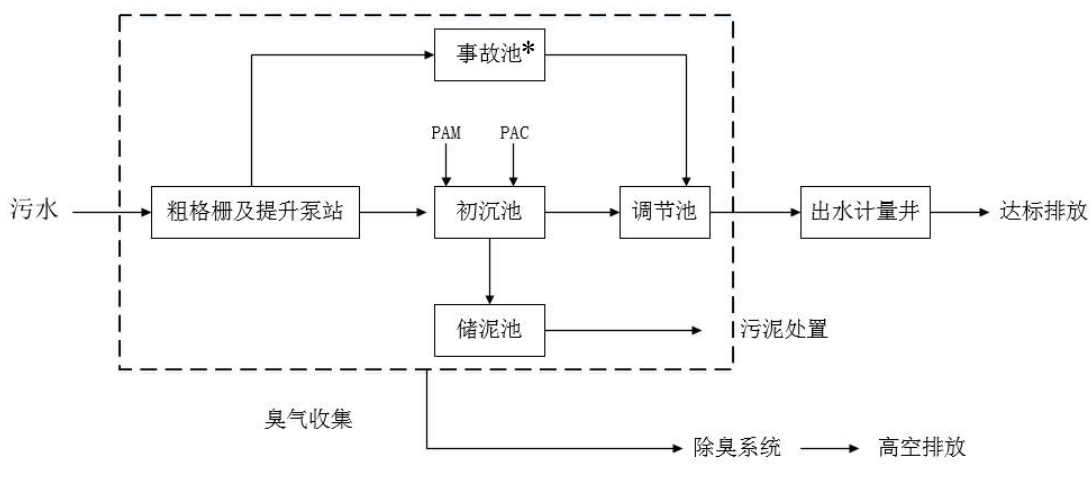 事故池*
PAM
PAC
污水
粗格栅及提升泵站
初沉池
调节池
出水计量井
达标排放
储泥池
污泥处置
臭气收集
除臭系统
高空排放